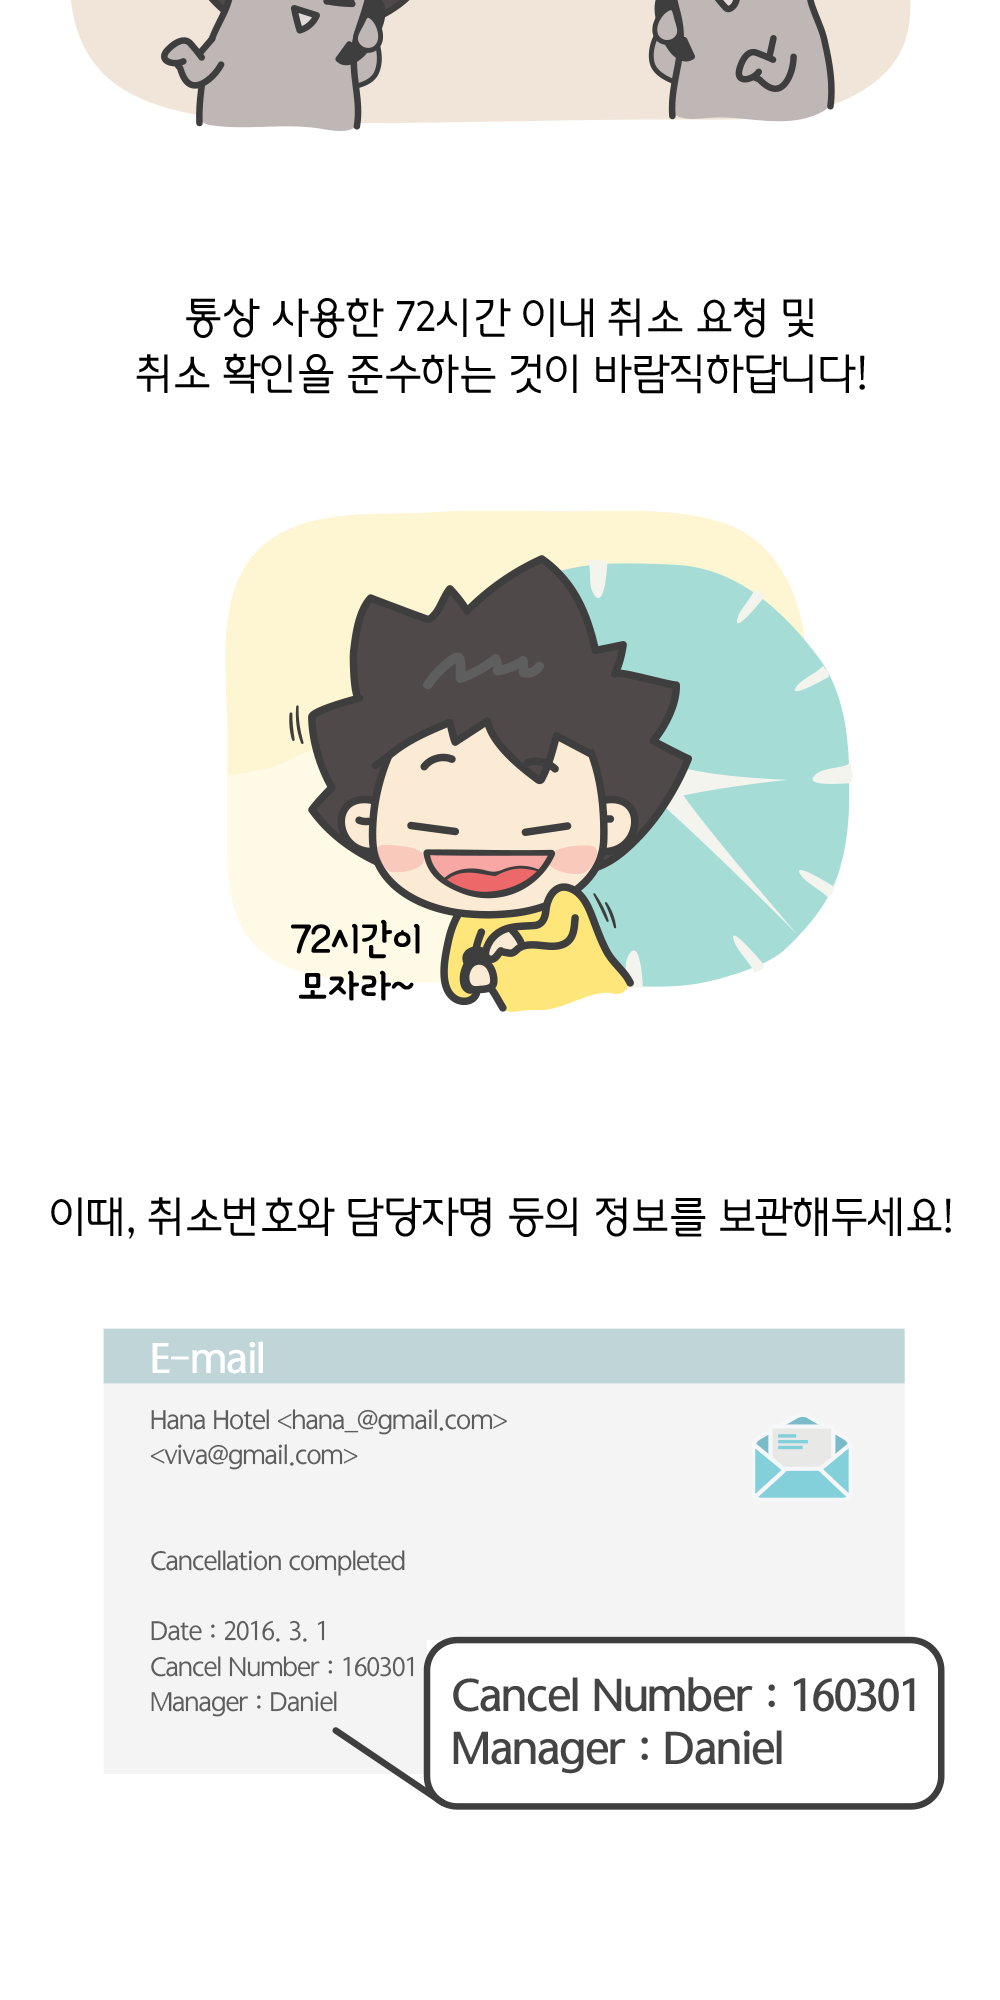 통상 사용한 72시간 이내 취소 요청 및
취소 확인을 준수하는 것이 바람직하답니다!
72시간이
모자라~
이때, 취소번호와 담당자명 등의 정보를 보관해두세요!
E-mail
Hana Hotel <hana_@gmail.com>
<viva@gmail.com>
Cancellation completed
Date : 2016. 3. 1
Cancel Number : 160301
Manager : Daniel
Cancel Number : 160301
Manager : Daniel